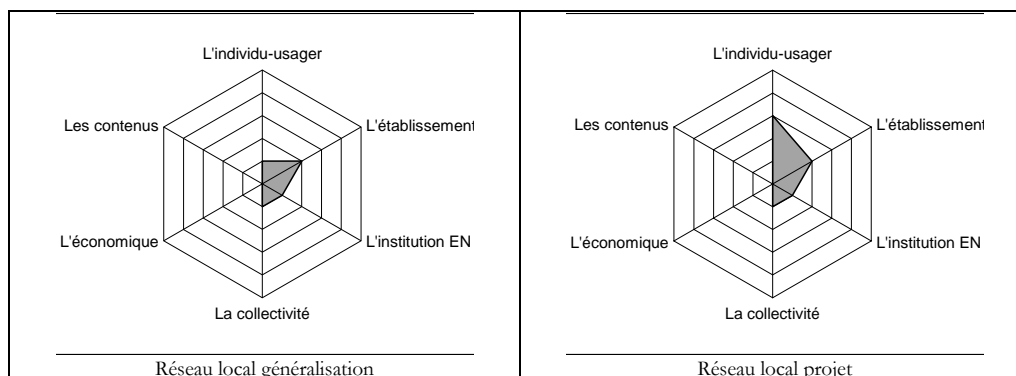 L'individu-usager
Les contenus
L'établissement
L'économique
L'institution EN
La collectivité
Réseau local généralisation
L'individu-usager
Les contenus
L'établissement
L'économique
L'institution EN
La collectivité
Réseau local projet